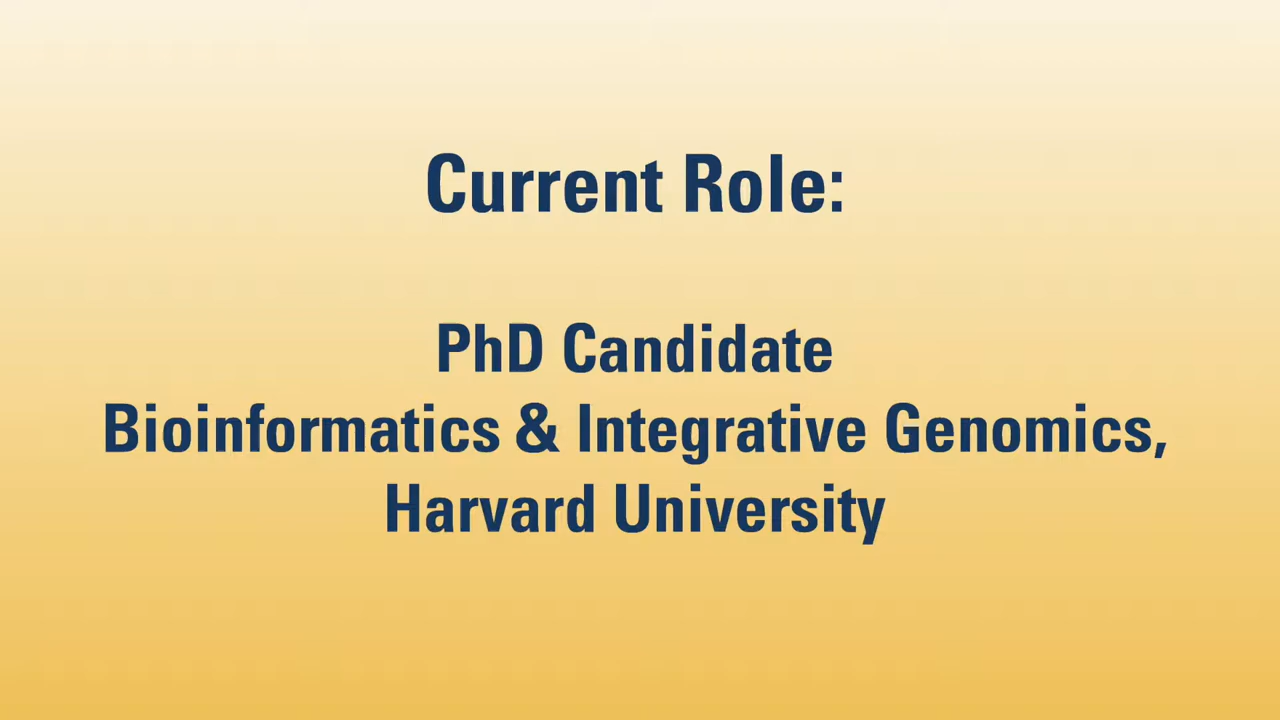 Current Role:
PhD Candidate
Bioinformatics & Integrative Genomics,
Harvard University